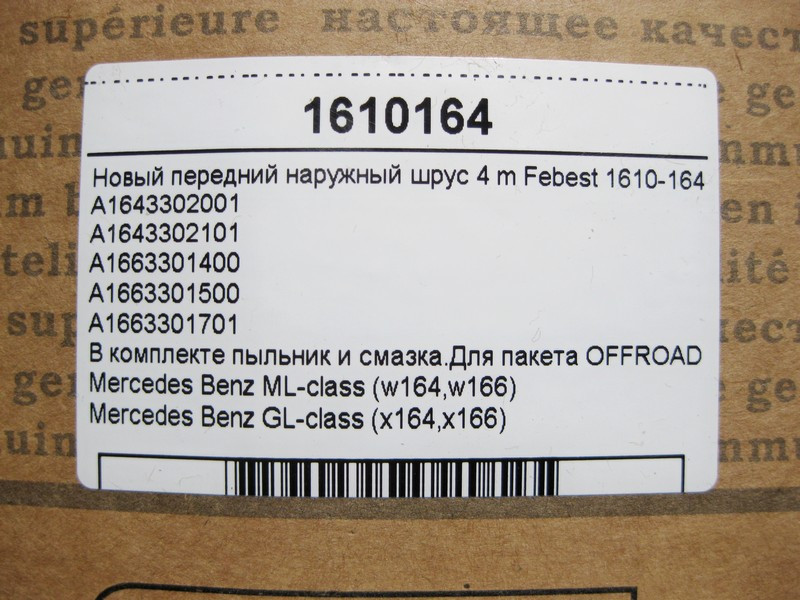 supérieure настоящее качест
1610164
Новый передний наружный шрус 4 m Febest 1610-164
A1643302001
A1643302101
A1663301400
A1663301500
A1663301701
В комплекте пыльник и смазка.Для пакета OFFROAD
Mercedes Benz ML-class (w164,w166)
Mercedes Benz GL-class (x164,x166)